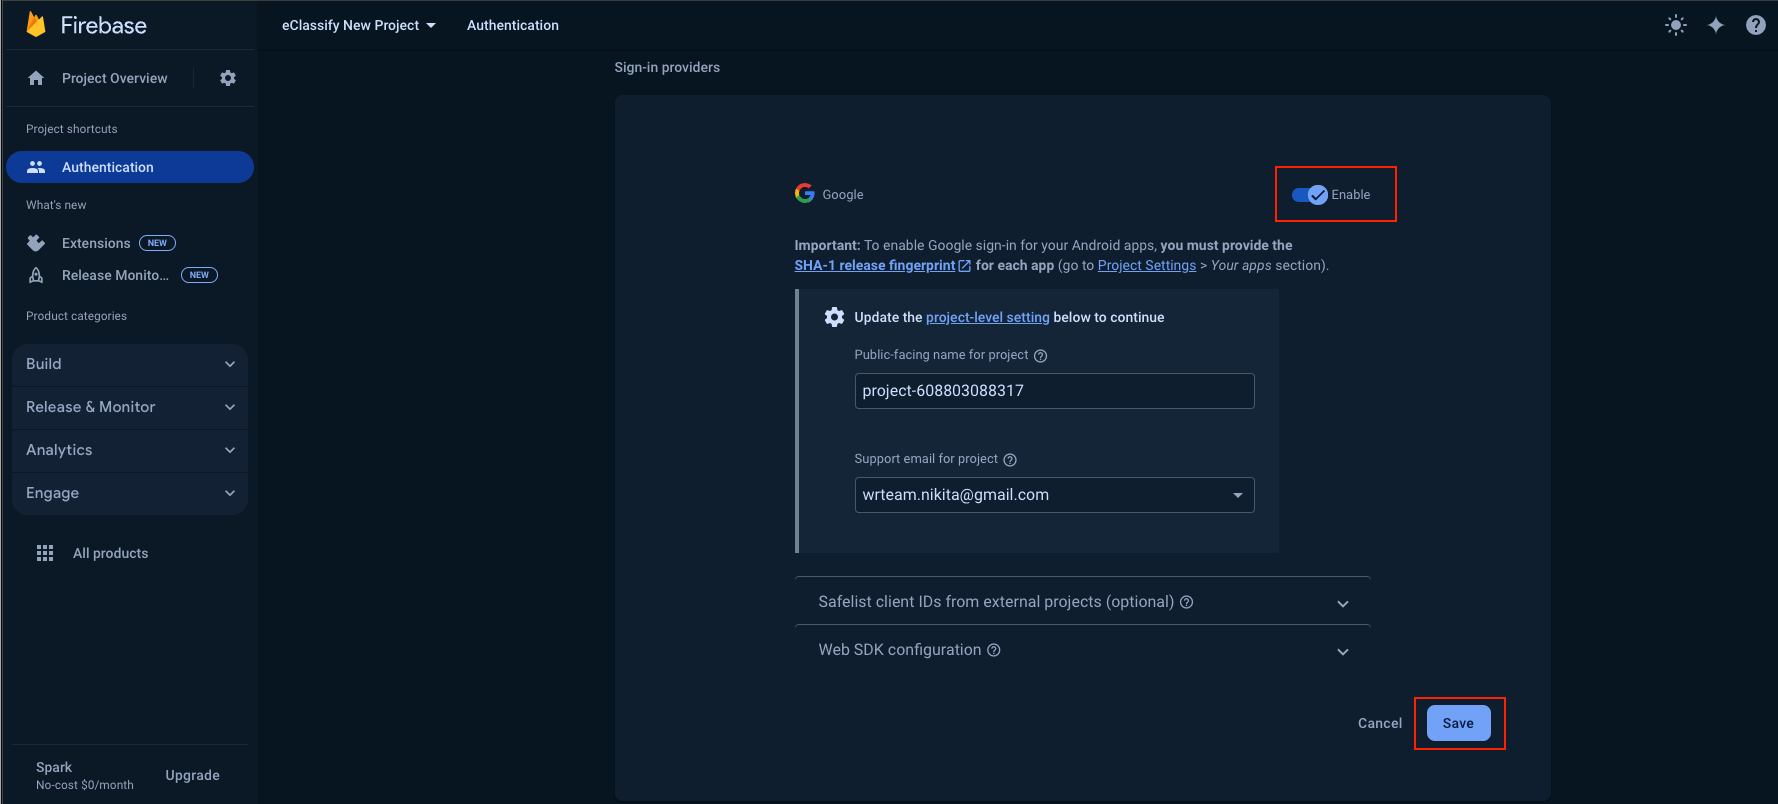 Firebase
eClassify New Project
Authentication
Project Overview
Project shortcuts
Authentication
What's new
Extensions NEW
Release Monito... NEW
Product categories
Build
Release & Monitor
Analytics
Engage
All products
Spark
No-cost $0/month
Upgrade
Sign-in providers
Google
Enable
Important: To enable Google sign-in for your Android apps, you must provide the
SHA-1 release fingerprint for each app (go to Project Settings > Your apps section).
Update the project-level setting below to continue
Public-facing name for project
project-608803088317
Support email for project
wrteam.nikita@gmail.com
Safelist client IDs from external projects (optional)
Web SDK configuration
Cancel
Save